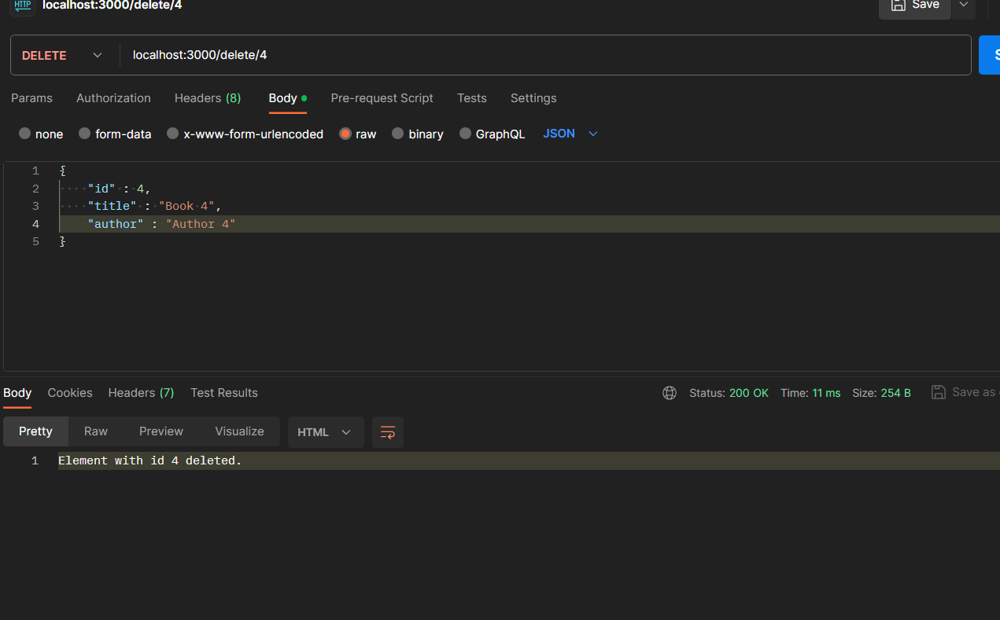 HTTP localhost:3000/delete/4 Save
DELETE localhost:3000/delete/4 S
Params Authorization Headers (8) Body Pre-request Script Tests Settings
none form-data x-www-form-urlencoded raw binary GraphQL JSON
1 {
2 "id" : 4,
3 "title" : "Book 4",
4 "author" : "Author 4"
5 }
Body Cookies Headers (7) Test Results Status: 200 OK Time: 11 ms Size: 254 B Save as
Pretty Raw Preview Visualize HTML
1 Element with id 4 deleted.